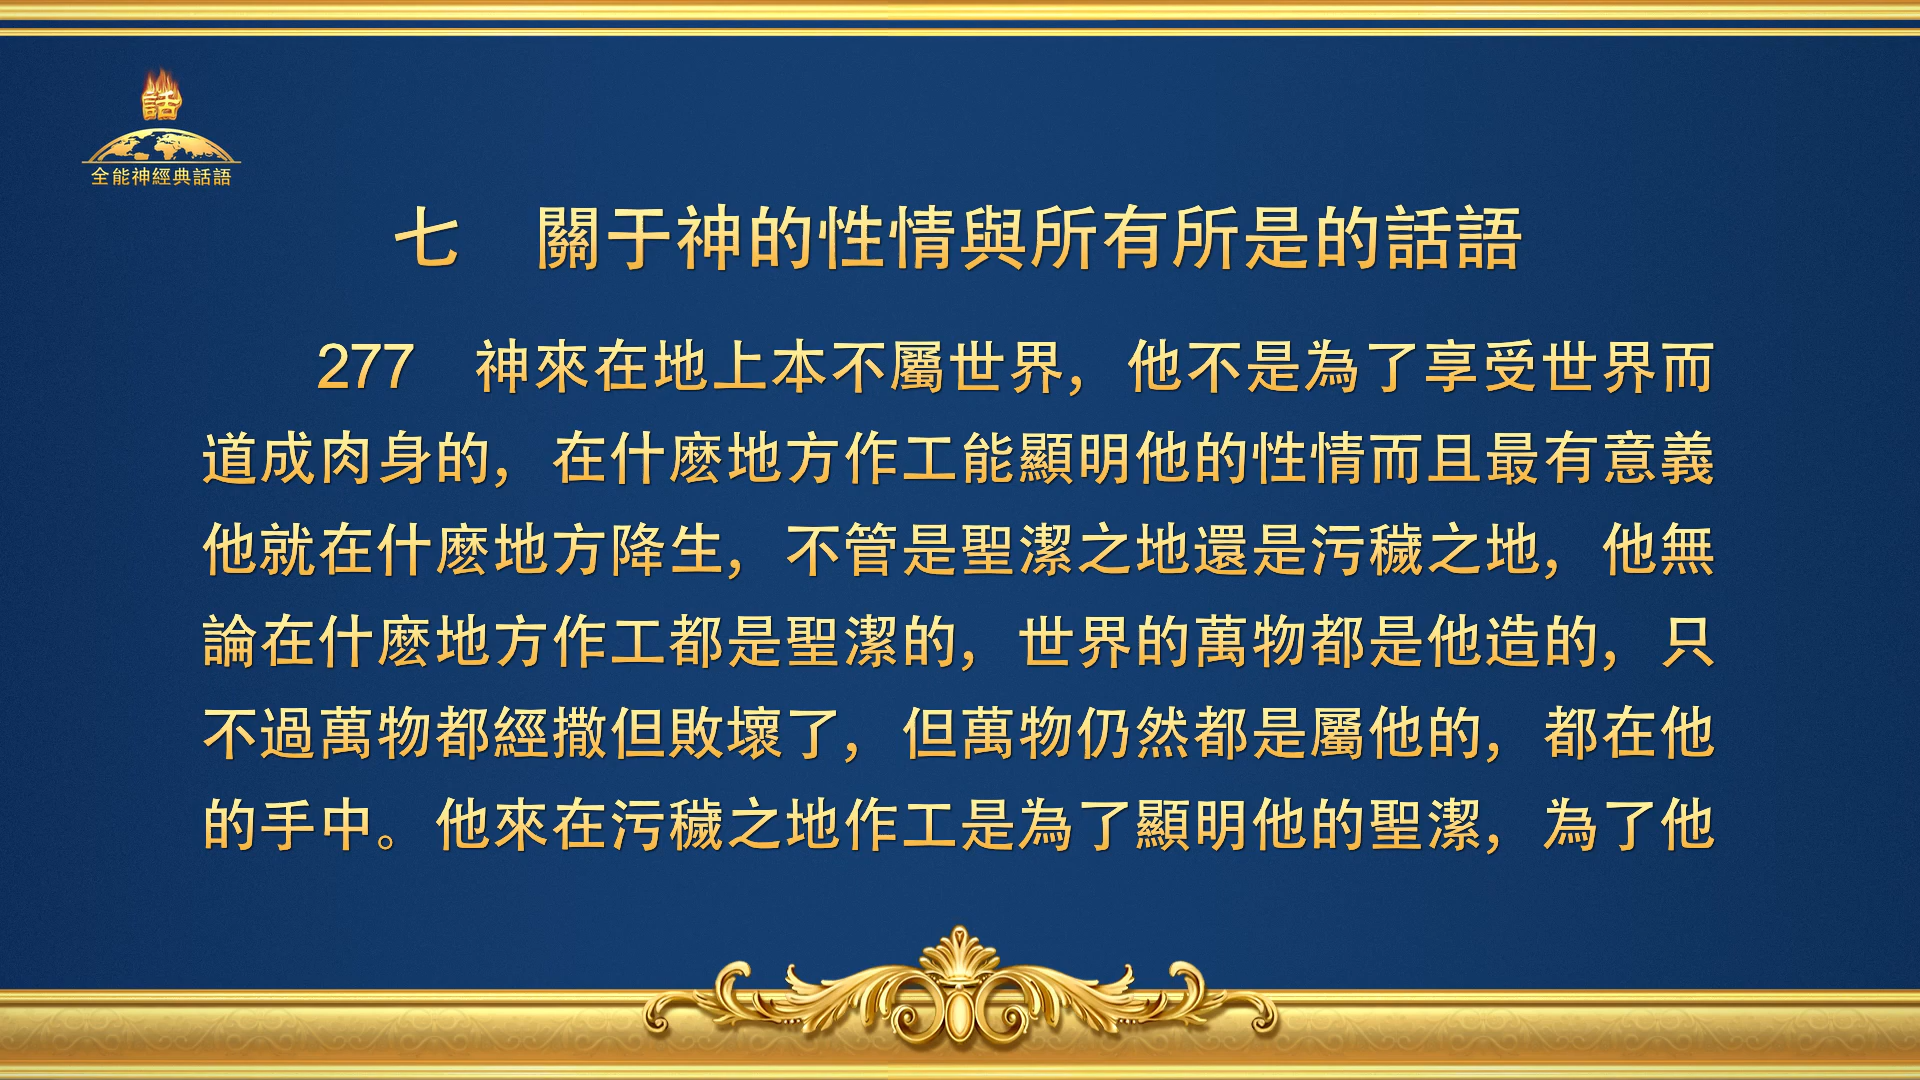 話
全能神經典話語
七　關于神的性情與所有所是的話語
277　神來在地上本不屬世界，他不是為了享受世界而
道成肉身的，在什麽地方作工能顯明他的性情而且最有意義
他就在什麽地方降生，不管是聖潔之地還是污穢之地，他無
論在什麽地方作工都是聖潔的，世界的萬物都是他造的，只
不過萬物都經撒但敗壞了，但萬物仍然都是屬他的，都在他
的手中。他來在污穢之地作工是為了顯明他的聖潔，為了他